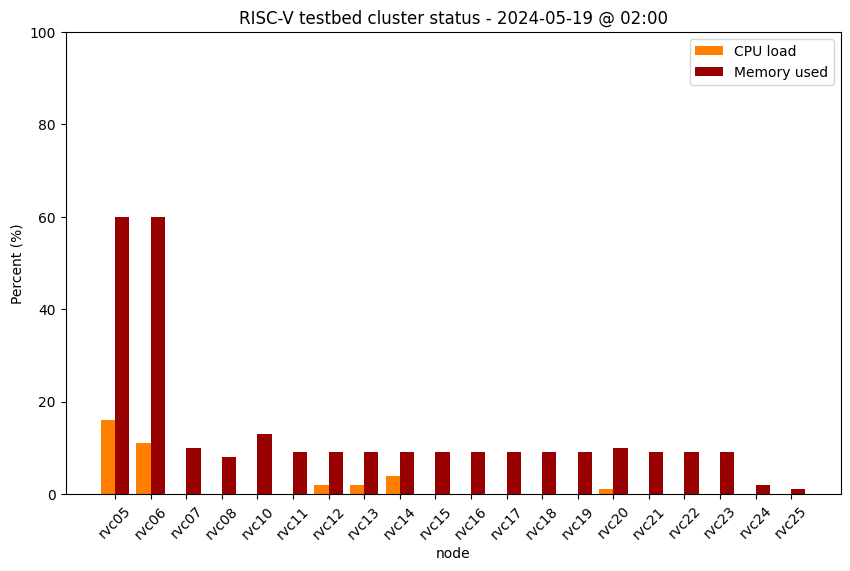 RISC-V testbed cluster status - 2024-05-19 @ 02:00
CPU load
Memory used
Percent (%)
100
80
60
40
20
0
rvc05 rvc06 rvc07 rvc08 rvc10 rvc11 rvc12 rvc13 rvc14 rvc15 rvc16 rvc17 rvc18 rvc19 rvc20 rvc21 rvc22 rvc23 rvc24 rvc25
node